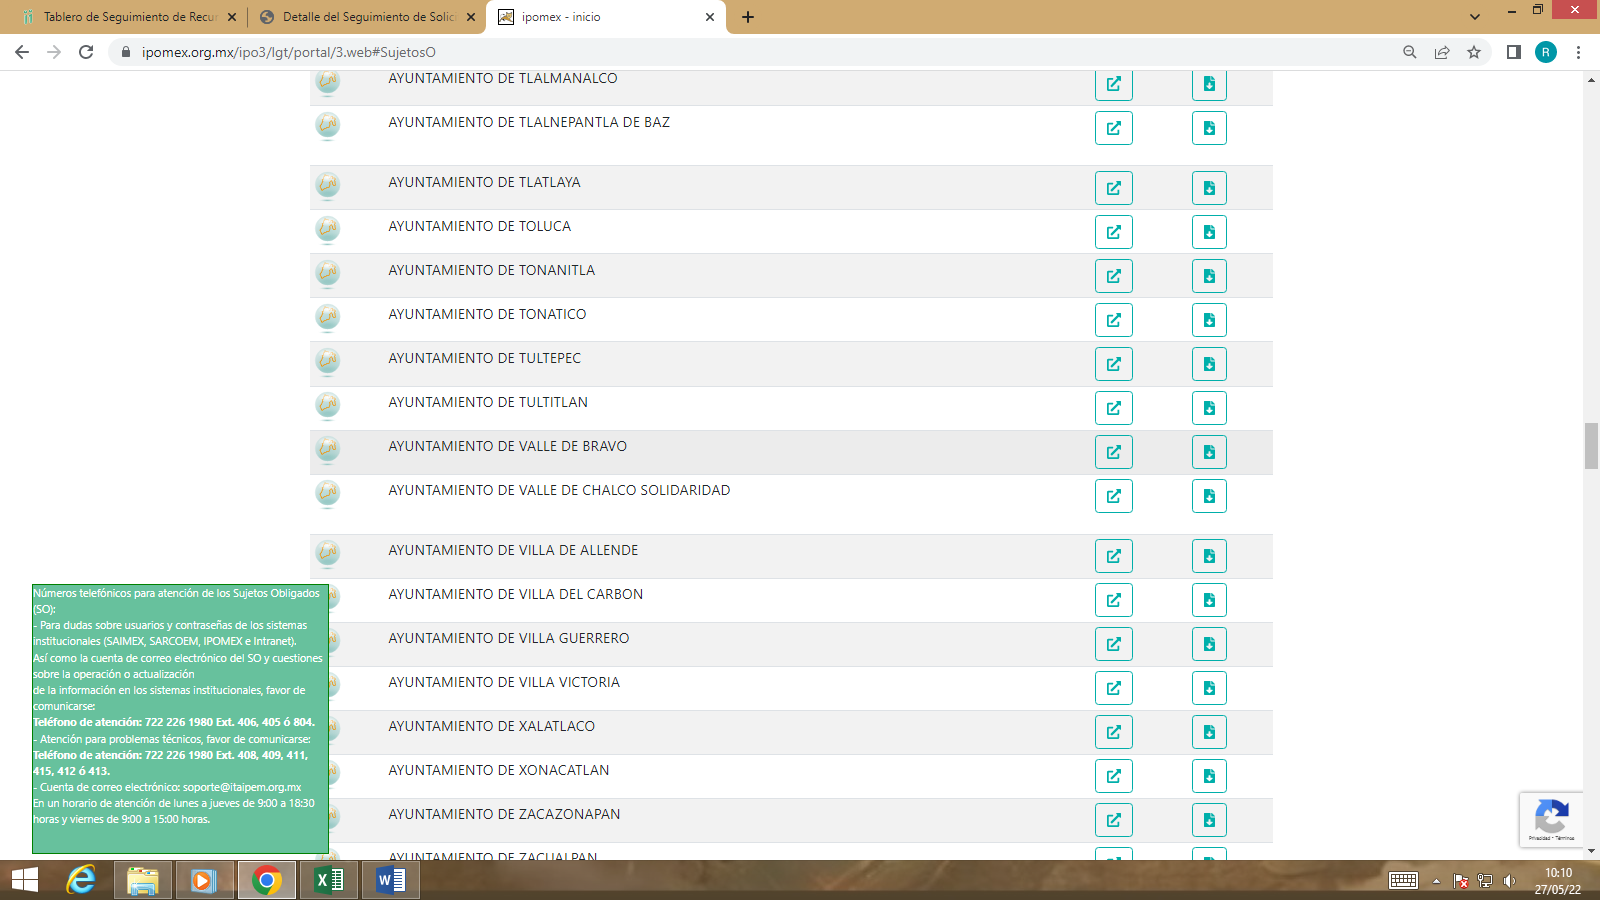 Tablero de Seguimiento de Recur
Detalle del Seguimiento de Solici
ipomex - inicio
ipomex.org.mx/ipo3/lgt/portal/3.web#SujetosO
R
AYUNTAMIENTO DE TLALMANALCO
AYUNTAMIENTO DE TLALNEPANTLA DE BAZ
AYUNTAMIENTO DE TLATLAYA
AYUNTAMIENTO DE TOLUCA
AYUNTAMIENTO DE TONANITLA
AYUNTAMIENTO DE TONATICO
AYUNTAMIENTO DE TULTEPEC
AYUNTAMIENTO DE TULTITLAN
AYUNTAMIENTO DE VALLE DE BRAVO
AYUNTAMIENTO DE VALLE DE CHALCO SOLIDARIDAD
AYUNTAMIENTO DE VILLA DE ALLENDE
AYUNTAMIENTO DE VILLA DEL CARBON
AYUNTAMIENTO DE VILLA GUERRERO
AYUNTAMIENTO DE VILLA VICTORIA
AYUNTAMIENTO DE XALATLACO
AYUNTAMIENTO DE XONACATLAN
AYUNTAMIENTO DE ZACAZONAPAN
AYUNTAMIENTO DE ZACUALPAN
Números telefónicos para atención de los Sujetos Obligados
(SO):
- Para dudas sobre usuarios y contraseñas de los sistemas
institucionales (SAIMEX, SARCOEM, IPOMEX e Intranet).
Así como la cuenta de correo electrónico del SO y cuestiones
sobre la operación o actualización
de la información en los sistemas institucionales, favor de
comunicarse:
Teléfono de atención: 722 226 1980 Ext. 406, 405 ó 804.
- Atención para problemas técnicos, favor de comunicarse:
Teléfono de atención: 722 226 1980 Ext. 408, 409, 411,
415, 412 ó 413.
- Cuenta de correo electrónico: soporte@itaipem.org.mx
En un horario de atención de lunes a jueves de 9:00 a 18:30
horas y viernes de 9:00 a 15:00 horas.
Privacidad - Términos
10:10
27/05/22